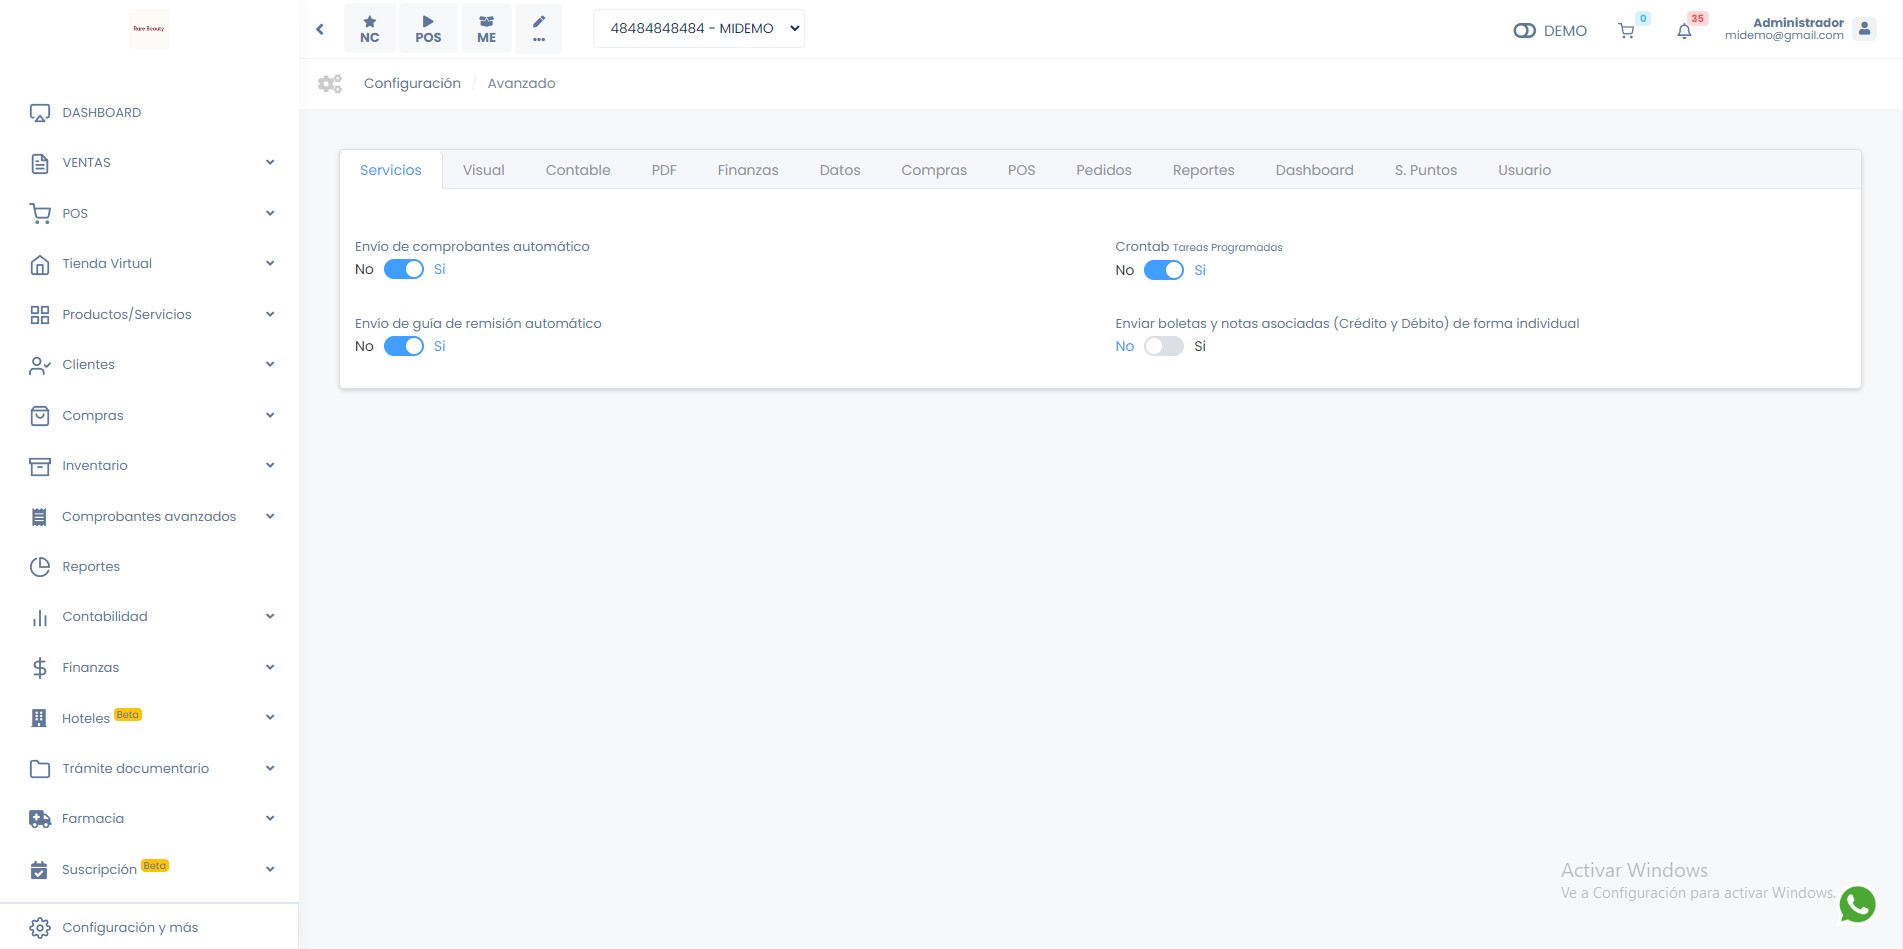 Rare Beauty
NC
POS
ME
...
48484848484 - MIDEMO
DEMO
0
35
Administrador
midemo@gmail.com
Configuración / Avanzado
DASHBOARD
VENTAS
POS
Tienda Virtual
Productos/Servicios
Clientes
Compras
Inventario
Comprobantes avanzados
Reportes
Contabilidad
Finanzas
Hoteles Beta
Trámite documentario
Farmacia
Suscripción Beta
Configuración y más
Servicios Visual Contable PDF Finanzas Datos Compras POS Pedidos Reportes Dashboard S. Puntos Usuario
Envío de comprobantes automático
No Si
Crontab Tareas Programadas
No Si
Envío de guía de remisión automático
No Si
Enviar boletas y notas asociadas (Crédito y Débito) de forma individual
No Si
Activar Windows
Ve a Configuración para activar Windows.